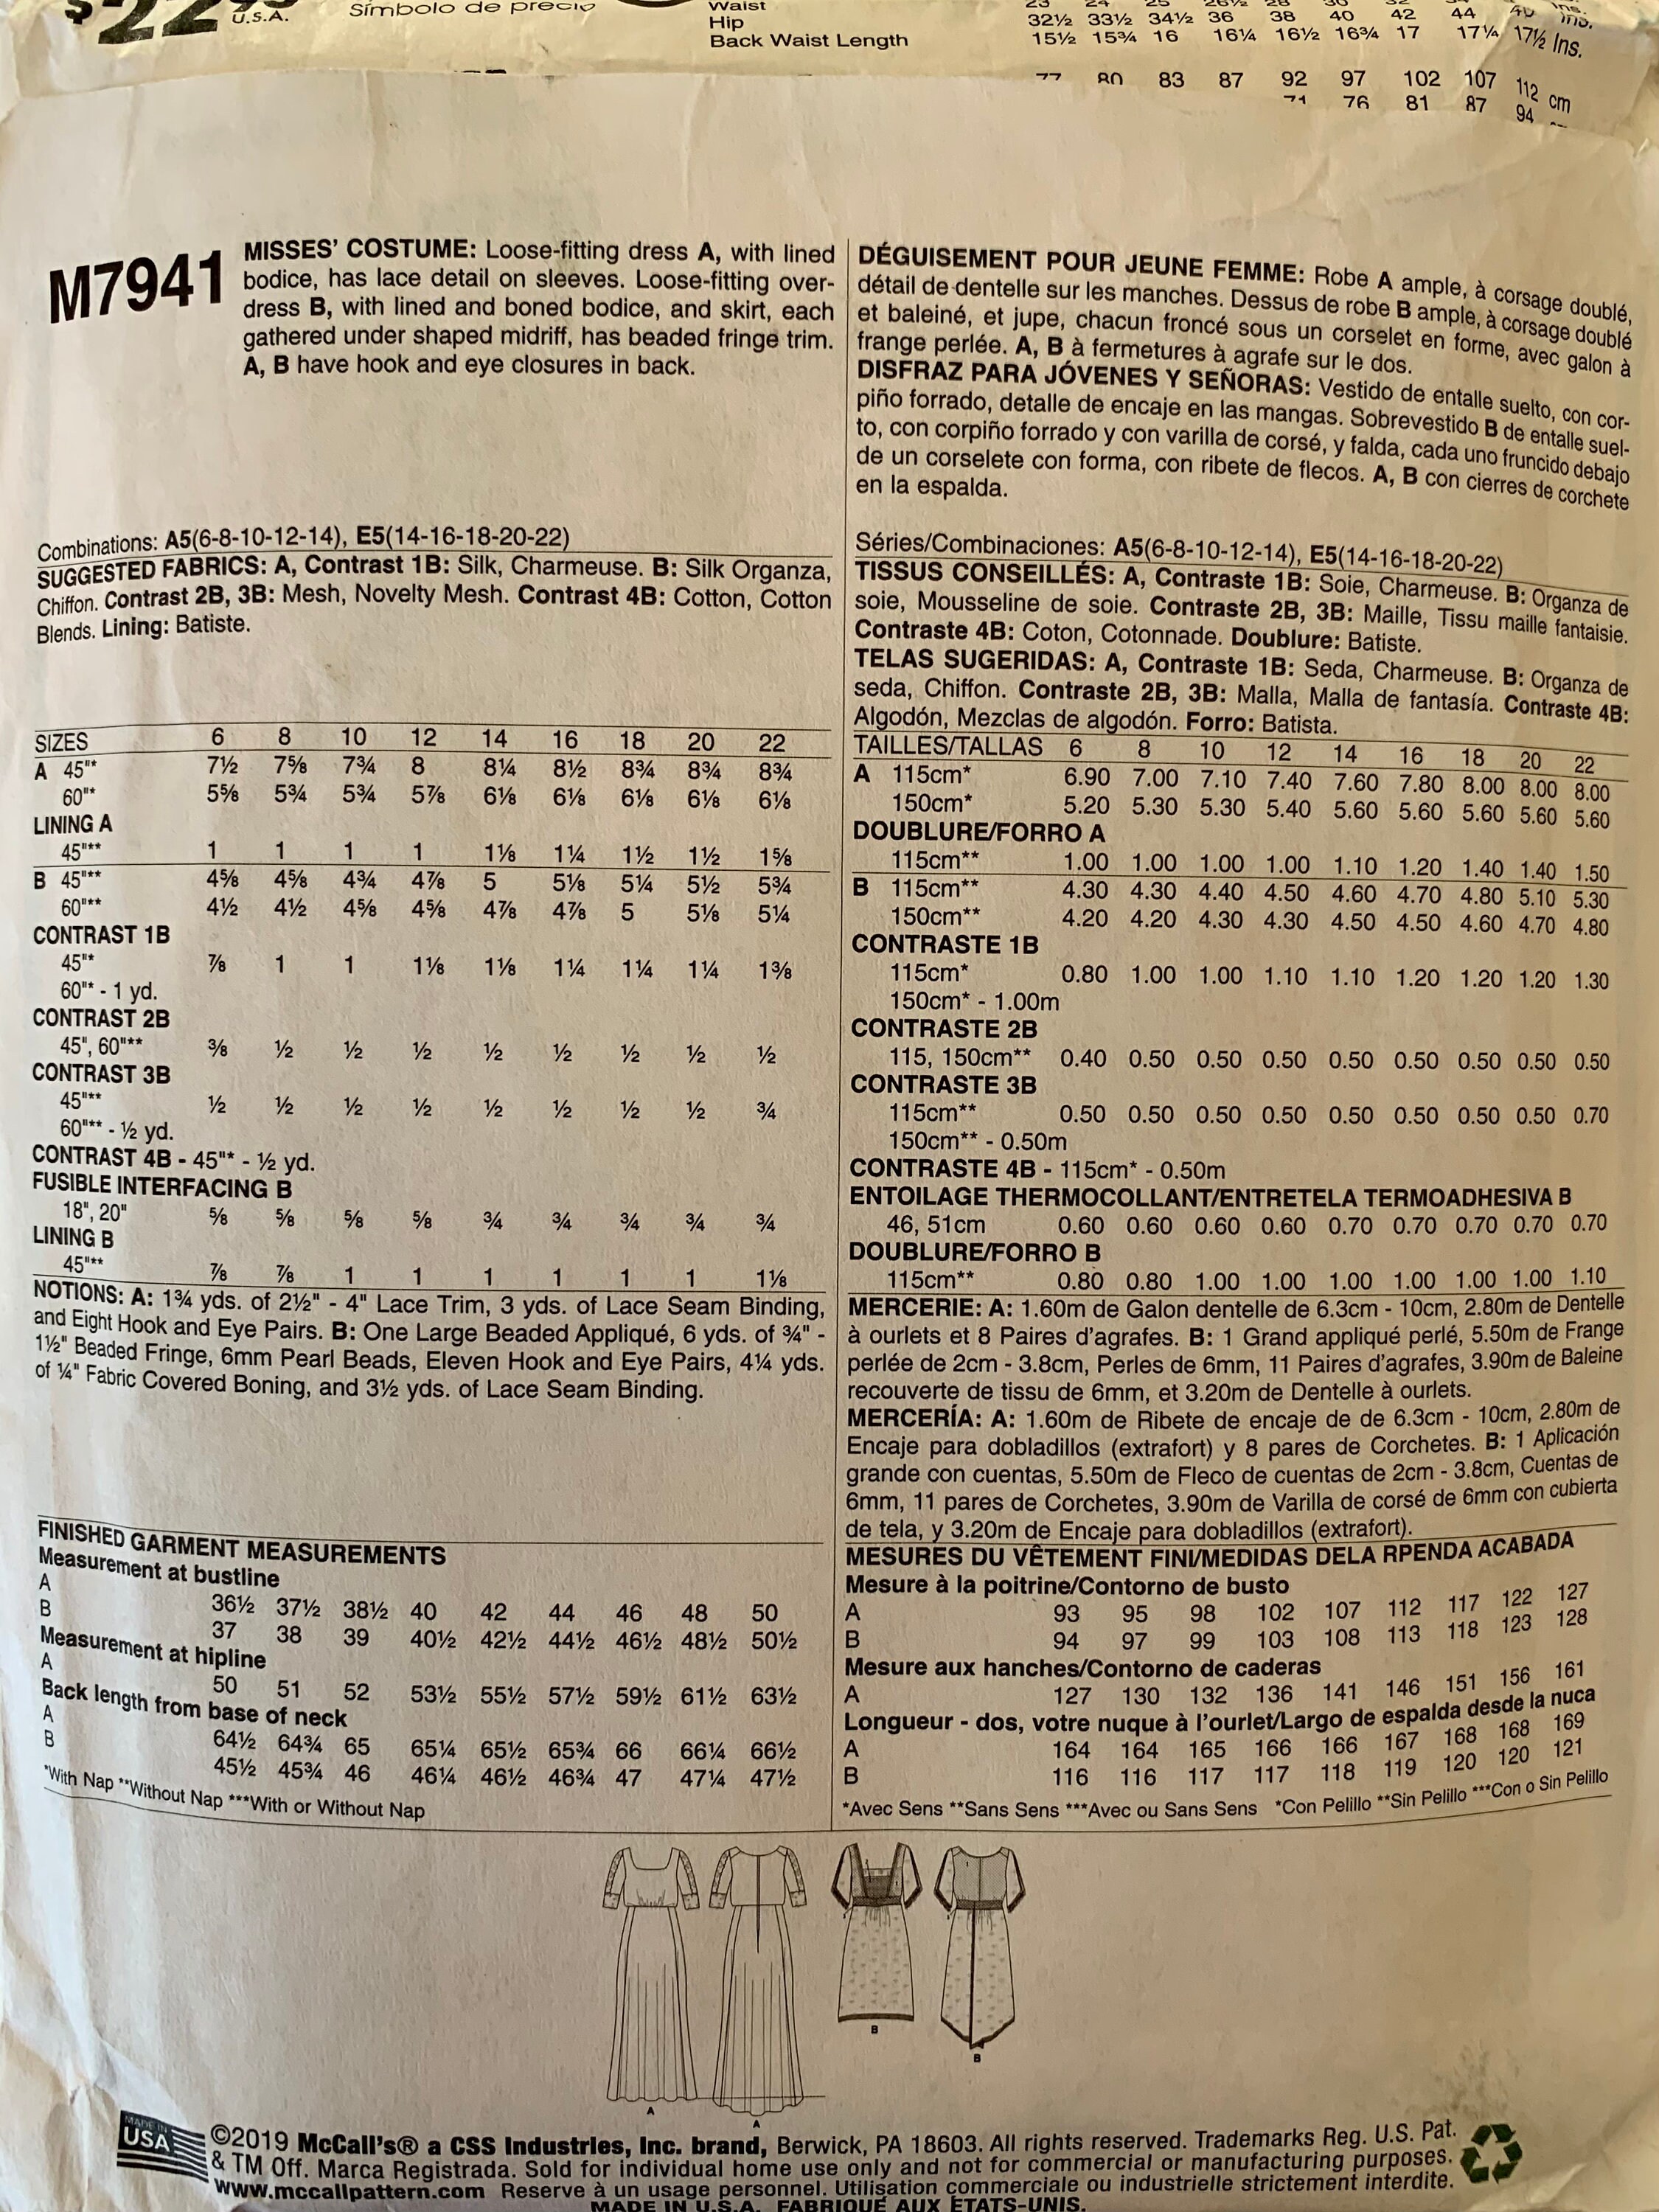 $22.95
U.S.A.
Símbolo de precio
Waist 23 24 25 26½ 28 30 32
Hip 32½ 33½ 34½ 36 38 40 42 44 Ins.
Back Waist Length 15½ 15¾ 16 16¼ 16½ 16¾ 17 17¼ 17½ Ins.
80 83 87 92 97 102 107 112 cm
71 76 81 87 94
M7941
MISSES' COSTUME: Loose-fitting dress A, with lined
bodice, has lace detail on sleeves. Loose-fitting over-
dress B, with lined and boned bodice, and skirt, each
gathered under shaped midriff, has beaded fringe trim.
A, B have hook and eye closures in back.
Combinations: A5(6-8-10-12-14), E5(14-16-18-20-22)
SUGGESTED FABRICS: A, Contrast 1B: Silk, Charmeuse. B: Silk Organza,
Chiffon. Contrast 2B, 3B: Mesh, Novelty Mesh. Contrast 4B: Cotton, Cotton
Blends. Lining: Batiste.
SIZES 6 8 10 12 14 16 18 20 22
A 45"* 7½ 7⅝ 7¾ 8 8¼ 8½ 8¾ 8¾ 8¾
60"* 5⅝ 5¾ 5¾ 5⅞ 6⅛ 6⅛ 6⅛ 6⅛ 6⅛
LINING A
45"** 1 1 1 1 1⅛ 1¼ 1½ 1½ 1⅝
B 45"** 4⅝ 4⅝ 4¾ 4⅞ 5 5⅛ 5¼ 5½ 5¾
60"** 4½ 4½ 4⅝ 4⅝ 4⅞ 4⅞ 5 5⅛ 5¼
CONTRAST 1B
45"* ⅞ 1 1 1⅛ 1⅛ 1¼ 1¼ 1¼ 1⅜
60"* - 1 yd.
CONTRAST 2B
45", 60"** ⅜ ½ ½ ½ ½ ½ ½ ½ ½
CONTRAST 3B
45"** ½ ½ ½ ½ ½ ½ ½ ½ ¾
60"** - ½ yd.
CONTRAST 4B - 45"* - ½ yd.
FUSIBLE INTERFACING B
18", 20" ⅝ ⅝ ⅝ ⅝ ¾ ¾ ¾ ¾ ¾
LINING B
45"** ⅞ ⅞ 1 1 1 1 1 1 1⅛
NOTIONS: A: 1¾ yds. of 2½" - 4" Lace Trim, 3 yds. of Lace Seam Binding,
and Eight Hook and Eye Pairs. B: One Large Beaded Appliqué, 6 yds. of ¾" -
1½" Beaded Fringe, 6mm Pearl Beads, Eleven Hook and Eye Pairs, 4¼ yds.
of ¼" Fabric Covered Boning, and 3½ yds. of Lace Seam Binding.
FINISHED GARMENT MEASUREMENTS
Measurement at bustline
A 36½ 37½ 38½ 40 42 44 46 48 50
B 37 38 39 40½ 42½ 44½ 46½ 48½ 50½
Measurement at hipline
A 50 51 52 53½ 55½ 57½ 59½ 61½ 63½
Back length from base of neck
A 64½ 64¾ 65 65¼ 65½ 65¾ 66 66¼ 66½
B 45½ 45¾ 46 46¼ 46½ 46¾ 47 47¼ 47½
*With Nap **Without Nap ***With or Without Nap
DÉGUISEMENT POUR JEUNE FEMME: Robe A ample, à corsage doublé,
détail de dentelle sur les manches. Dessus de robe B ample, à corsage doublé
et baleiné, et jupe, chacun froncé sous un corselet en forme, avec galon à
frange perlée. A, B à fermetures à agrafe sur le dos.
DISFRAZ PARA JÓVENES Y SEÑORAS: Vestido de entalle suelto, con cor-
piño forrado, detalle de encaje en las mangas. Sobrevestido B de entalle suel-
to, con corpiño forrado y con varilla de corsé, y falda, cada uno fruncido debajo
de un corselete con forma, con ribete de flecos. A, B con cierres de corchete
en la espalda.
Séries/Combinaciones: A5(6-8-10-12-14), E5(14-16-18-20-22)
TISSUS CONSEILLÉS: A, Contraste 1B: Soie, Charmeuse. B: Organza de
soie, Mousseline de soie. Contraste 2B, 3B: Maille, Tissu maille fantaisie.
Contraste 4B: Coton, Cotonnade. Doublure: Batiste.
TELAS SUGERIDAS: A, Contraste 1B: Seda, Charmeuse. B: Organza de
seda, Chiffon. Contraste 2B, 3B: Malla, Malla de fantasía. Contraste 4B:
Algodón, Mezclas de algodón. Forro: Batista.
TAILLES/TALLAS 6 8 10 12 14 16 18 20 22
A 115cm* 6.90 7.00 7.10 7.40 7.60 7.80 8.00 8.00 8.00
150cm* 5.20 5.30 5.30 5.40 5.60 5.60 5.60 5.60 5.60
DOUBLURE/FORRO A
115cm** 1.00 1.00 1.00 1.00 1.10 1.20 1.40 1.40 1.50
B 115cm** 4.30 4.30 4.40 4.50 4.60 4.70 4.80 5.10 5.30
150cm** 4.20 4.20 4.30 4.30 4.50 4.50 4.60 4.70 4.80
CONTRASTE 1B
115cm* 0.80 1.00 1.00 1.10 1.10 1.20 1.20 1.20 1.30
150cm* - 1.00m
CONTRASTE 2B
115, 150cm** 0.40 0.50 0.50 0.50 0.50 0.50 0.50 0.50 0.50
CONTRASTE 3B
115cm** 0.50 0.50 0.50 0.50 0.50 0.50 0.50 0.50 0.70
150cm** - 0.50m
CONTRASTE 4B - 115cm* - 0.50m
ENTOILAGE THERMOCOLLANT/ENTRETELA TERMOADHESIVA B
46, 51cm 0.60 0.60 0.60 0.60 0.70 0.70 0.70 0.70 0.70
DOUBLURE/FORRO B
115cm** 0.80 0.80 1.00 1.00 1.00 1.00 1.00 1.00 1.10
MERCERIE: A: 1.60m de Galon dentelle de 6.3cm - 10cm, 2.80m de Dentelle
à ourlets et 8 Paires d'agrafes. B: 1 Grand appliqué perlé, 5.50m de Frange
perlée de 2cm - 3.8cm, Perles de 6mm, 11 Paires d'agrafes, 3.90m de Baleine
recouverte de tissu de 6mm, et 3.20m de Dentelle à ourlets.
MERCERÍA: A: 1.60m de Ribete de encaje de de 6.3cm - 10cm, 2.80m de
Encaje para dobladillos (extrafort) y 8 pares de Corchetes. B: 1 Aplicación
grande con cuentas, 5.50m de Fleco de cuentas de 2cm - 3.8cm, Cuentas de
6mm, 11 pares de Corchetes, 3.90m de Varilla de corsé de 6mm con cubierta
de tela, y 3.20m de Encaje para dobladillos (extrafort).
MESURES DU VÊTEMENT FINI/MEDIDAS DELA RPENDA ACABADA
Mesure à la poitrine/Contorno de busto
A 93 95 98 102 107 112 117 122 127
B 94 97 99 103 108 113 118 123 128
Mesure aux hanches/Contorno de caderas
A 127 130 132 136 141 146 151 156 161
Longueur - dos, votre nuque à l'ourlet/Largo de espalda desde la nuca
A 164 164 165 166 166 167 168 168 169
B 116 116 117 117 118 119 120 120 121
*Avec Sens **Sans Sens ***Avec ou Sans Sens *Con Pelillo **Sin Pelillo ***Con o Sin Pelillo
A
A
B
B
MADE IN
USA
©2019 McCall's® a CSS Industries, Inc. brand, Berwick, PA 18603. All rights reserved. Trademarks Reg. U.S. Pat.
& TM Off. Marca Registrada. Sold for individual home use only and not for commercial or manufacturing purposes.
www.mccallpattern.com Reserve à un usage personnel. Utilisation commerciale ou industrielle strictement interdite.
MADE IN U.S.A. FABRIQUÉ AUX ÉTATS-UNIS.